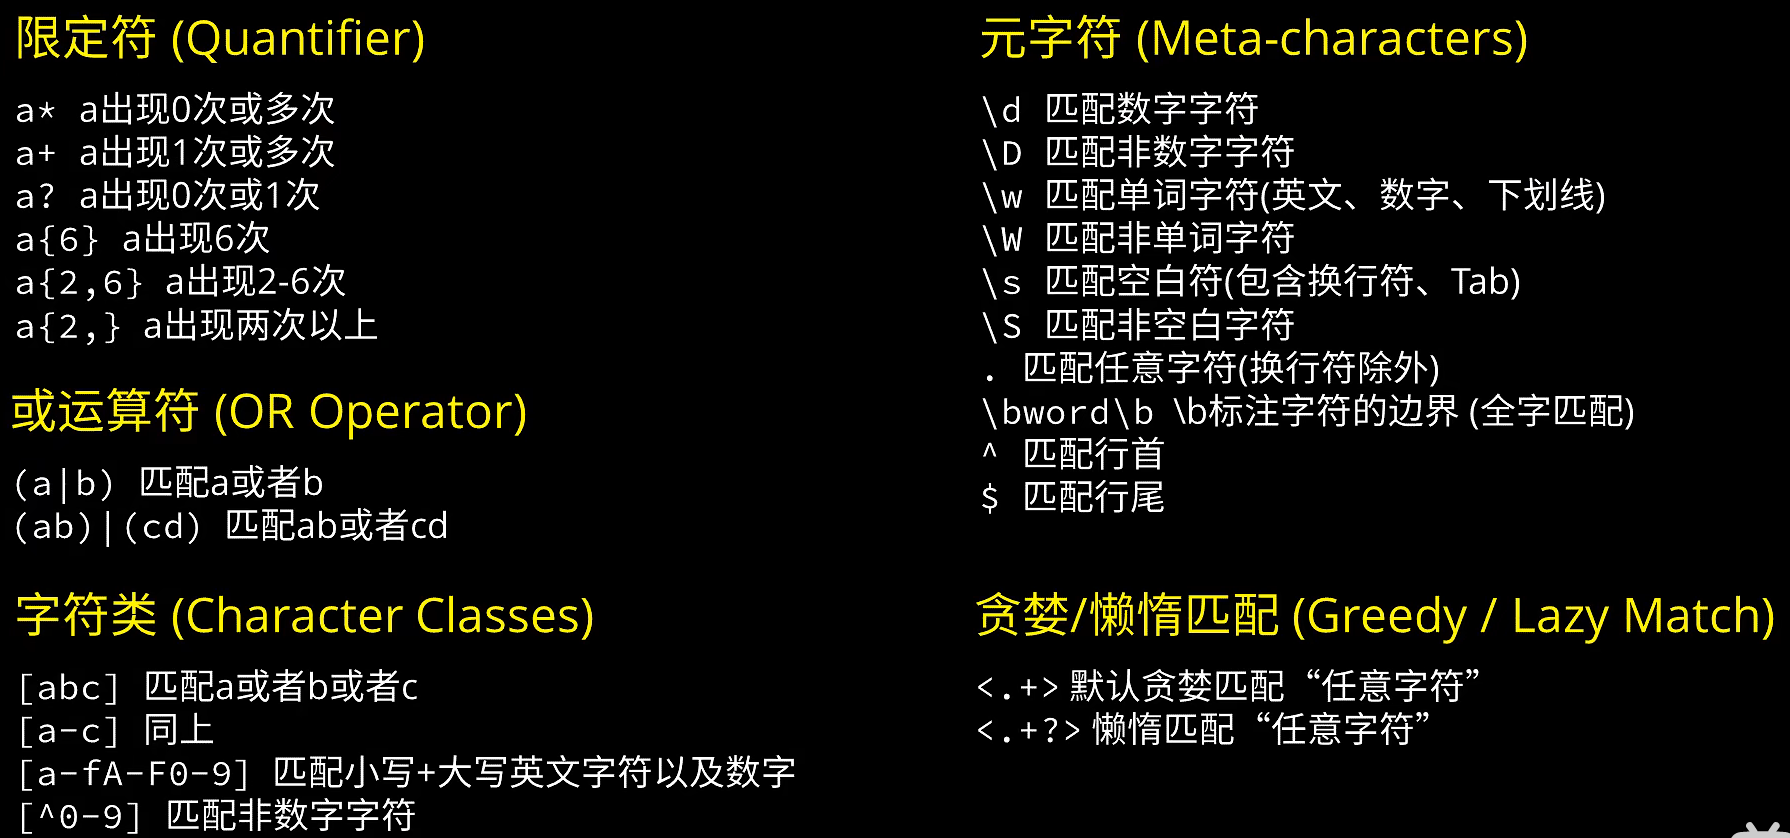 限定符 (Quantifier)
a* a出现0次或多次
a+ a出现1次或多次
a? a出现0次或1次
a{6} a出现6次
a{2,6} a出现2-6次
a{2,} a出现两次以上
或运算符 (OR Operator)
(a|b) 匹配a或者b
(ab)|(cd) 匹配ab或者cd
字符类 (Character Classes)
[abc] 匹配a或者b或者c
[a-c] 同上
[a-fA-F0-9] 匹配小写+大写英文字符以及数字
[^0-9] 匹配非数字字符
元字符 (Meta-characters)
\d 匹配数字字符
\D 匹配非数字字符
\w 匹配单词字符(英文、数字、下划线)
\W 匹配非单词字符
\s 匹配空白符(包含换行符、Tab)
\S 匹配非空白字符
. 匹配任意字符(换行符除外)
\bword\b \b标注字符的边界 (全字匹配)
^ 匹配行首
$ 匹配行尾
贪婪/懒惰匹配 (Greedy / Lazy Match)
<.+> 默认贪婪匹配“任意字符”
<.+?> 懒惰匹配“任意字符”